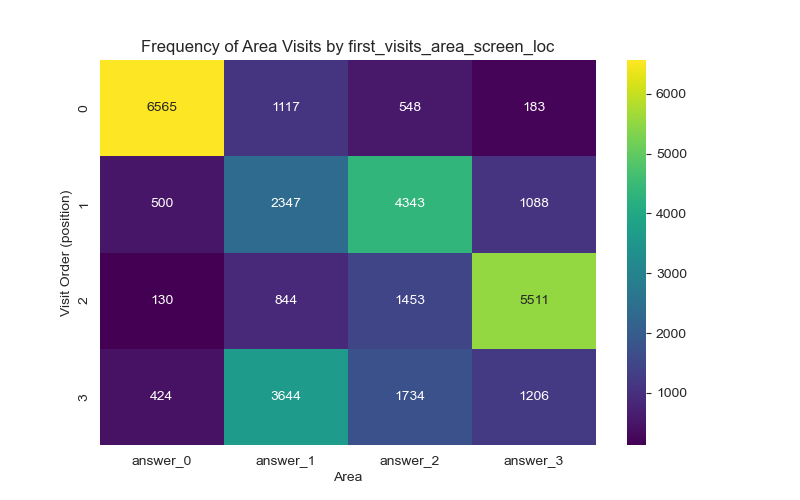 Frequency of Area Visits by first_visits_area_screen_loc
Visit Order (position)
0
6565 1117 548 183
1
500 2347 4343 1088
2
130 844 1453 5511
3
424 3644 1734 1206
answer_0 answer_1 answer_2 answer_3
Area
6000
5000
4000
3000
2000
1000